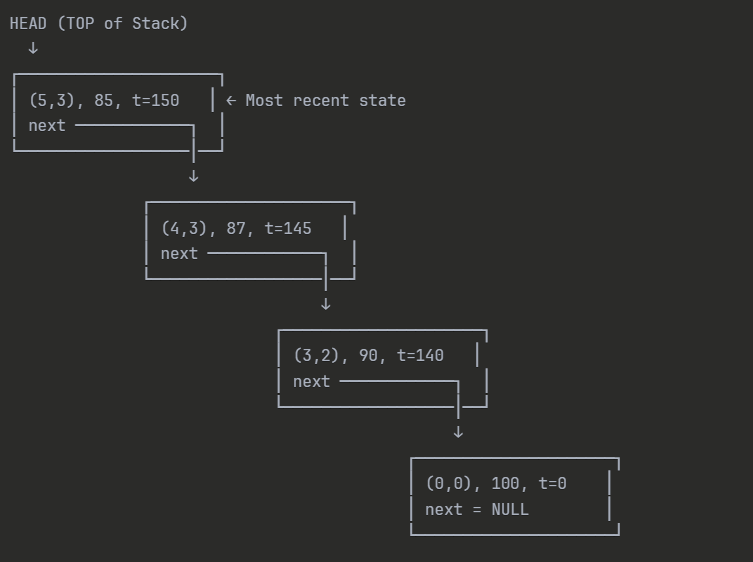 HEAD (TOP of Stack)
↓
(5,3), 85, t=150 ← Most recent state
next
↓
(4,3), 87, t=145
next
↓
(3,2), 90, t=140
next
↓
(0,0), 100, t=0
next = NULL